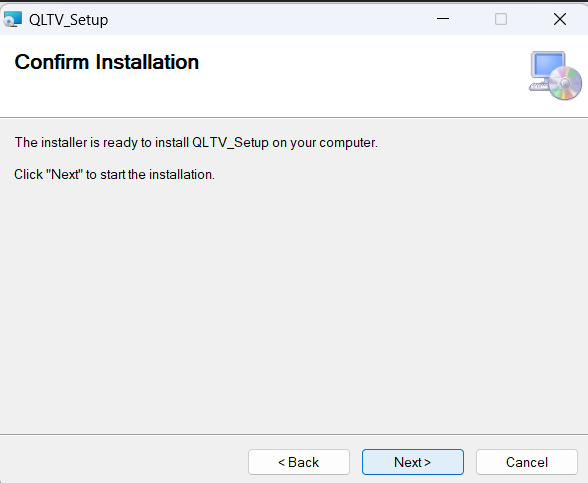 QLTV_Setup
Confirm Installation
The installer is ready to install QLTV_Setup on your computer.
Click "Next" to start the installation.
< Back
Next >
Cancel